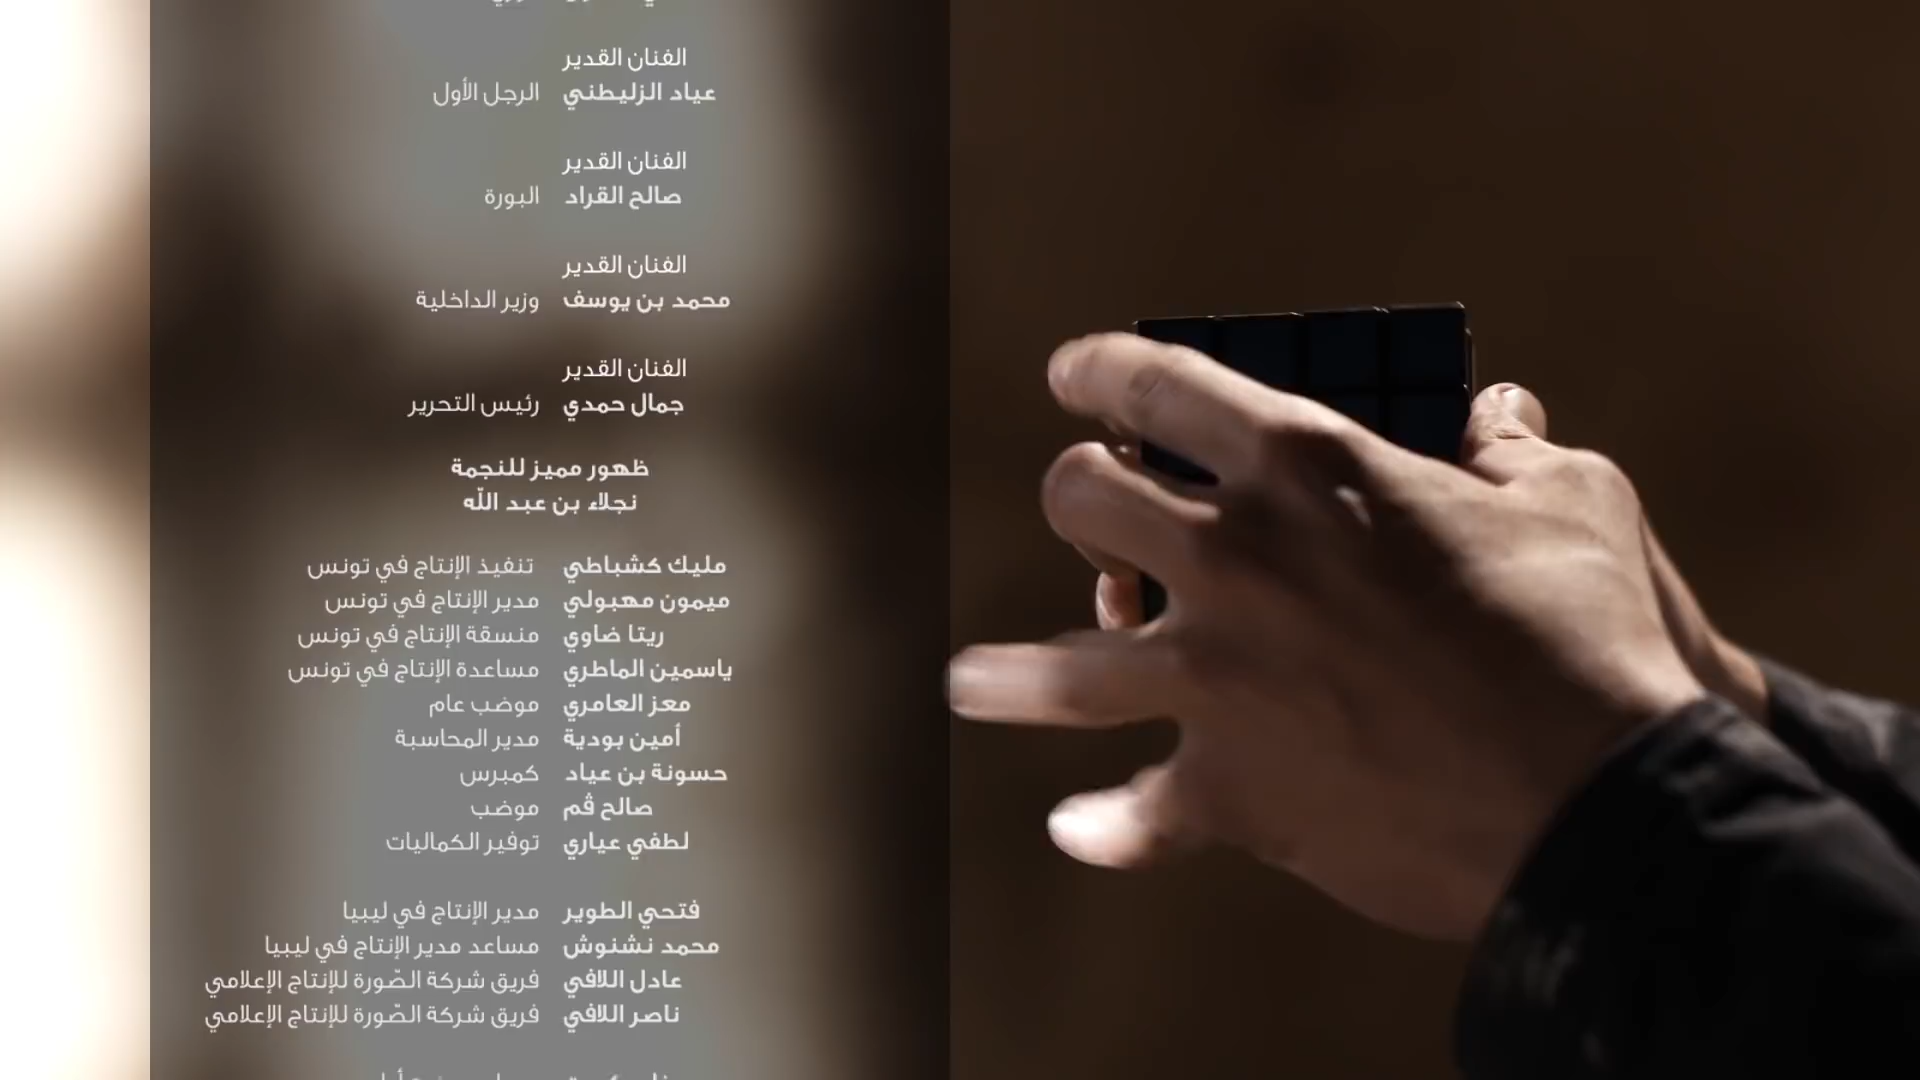 الفنان القدير
عياد الزليطني الرجل الأول
الفنان القدير
صالح القراد البورة
الفنان القدير
محمد بن يوسف وزير الداخلية
الفنان القدير
جمال حمدي رئيس التحرير
ظهور مميز للنجمة
نجلاء بن عبد اللّه
مليك كشباطي تنفيذ الإنتاج في تونس
ميمون مهبولي مدير الإنتاج في تونس
ريتا ضاوي منسقة الإنتاج في تونس
ياسمين الماطري مساعدة الإنتاج في تونس
معز العامري موضب عام
أمين بودية مدير المحاسبة
حسونة بن عياد كمبرس
صالح ڤم موضب
لطفي عياري توفير الكماليات
فتحي الطوير مدير الإنتاج في ليبيا
محمد نشنوش مساعد مدير الإنتاج في ليبيا
عادل اللافي فريق شركة الصّورة للإنتاج الإعلامي
ناصر اللافي فريق شركة الصّورة للإنتاج الإعلامي